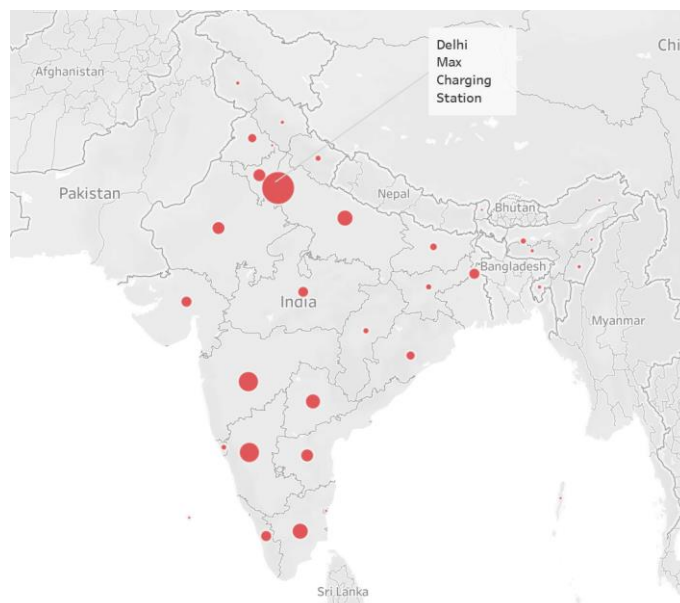 Delhi
Max
Charging
Station
Chi
Afghanistan
Pakistan
Nepal
Bhutan
Bangladesh
India
Myanmar
Sri Lanka